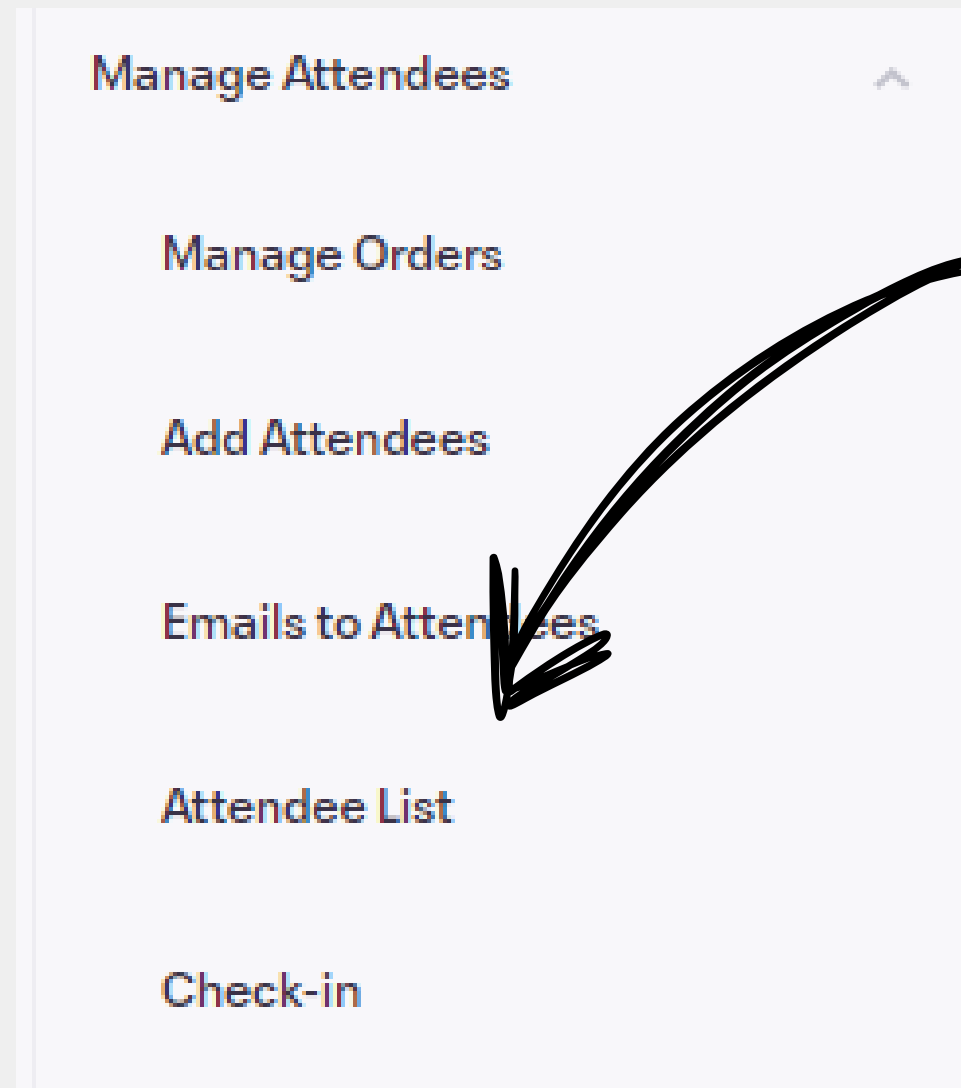 Manage Attendees
Manage Orders
Add Attendees
Emails to Attendees
Attendee List
Check-in